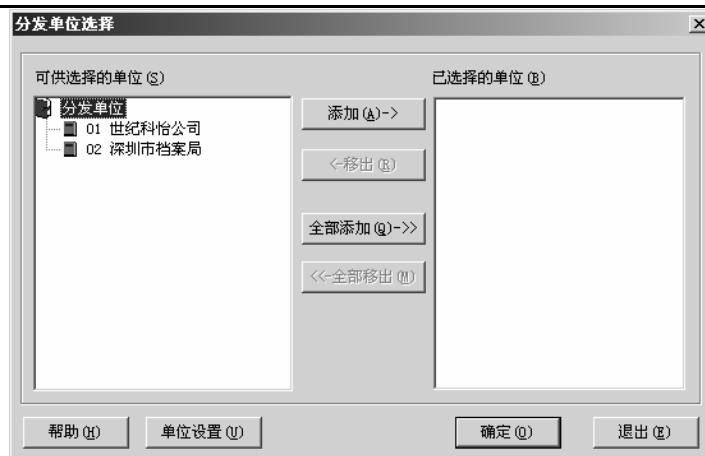 分发单位选择
可供选择的单位(S)
已选择的单位(B)
分发单位
01 世纪科怡公司
02 深圳市档案局
添加(A)->
<-移出(R)
全部添加(Q)->>
<<-全部移出(M)
帮助(H)
单位设置(U)
确定(O)
退出(E)